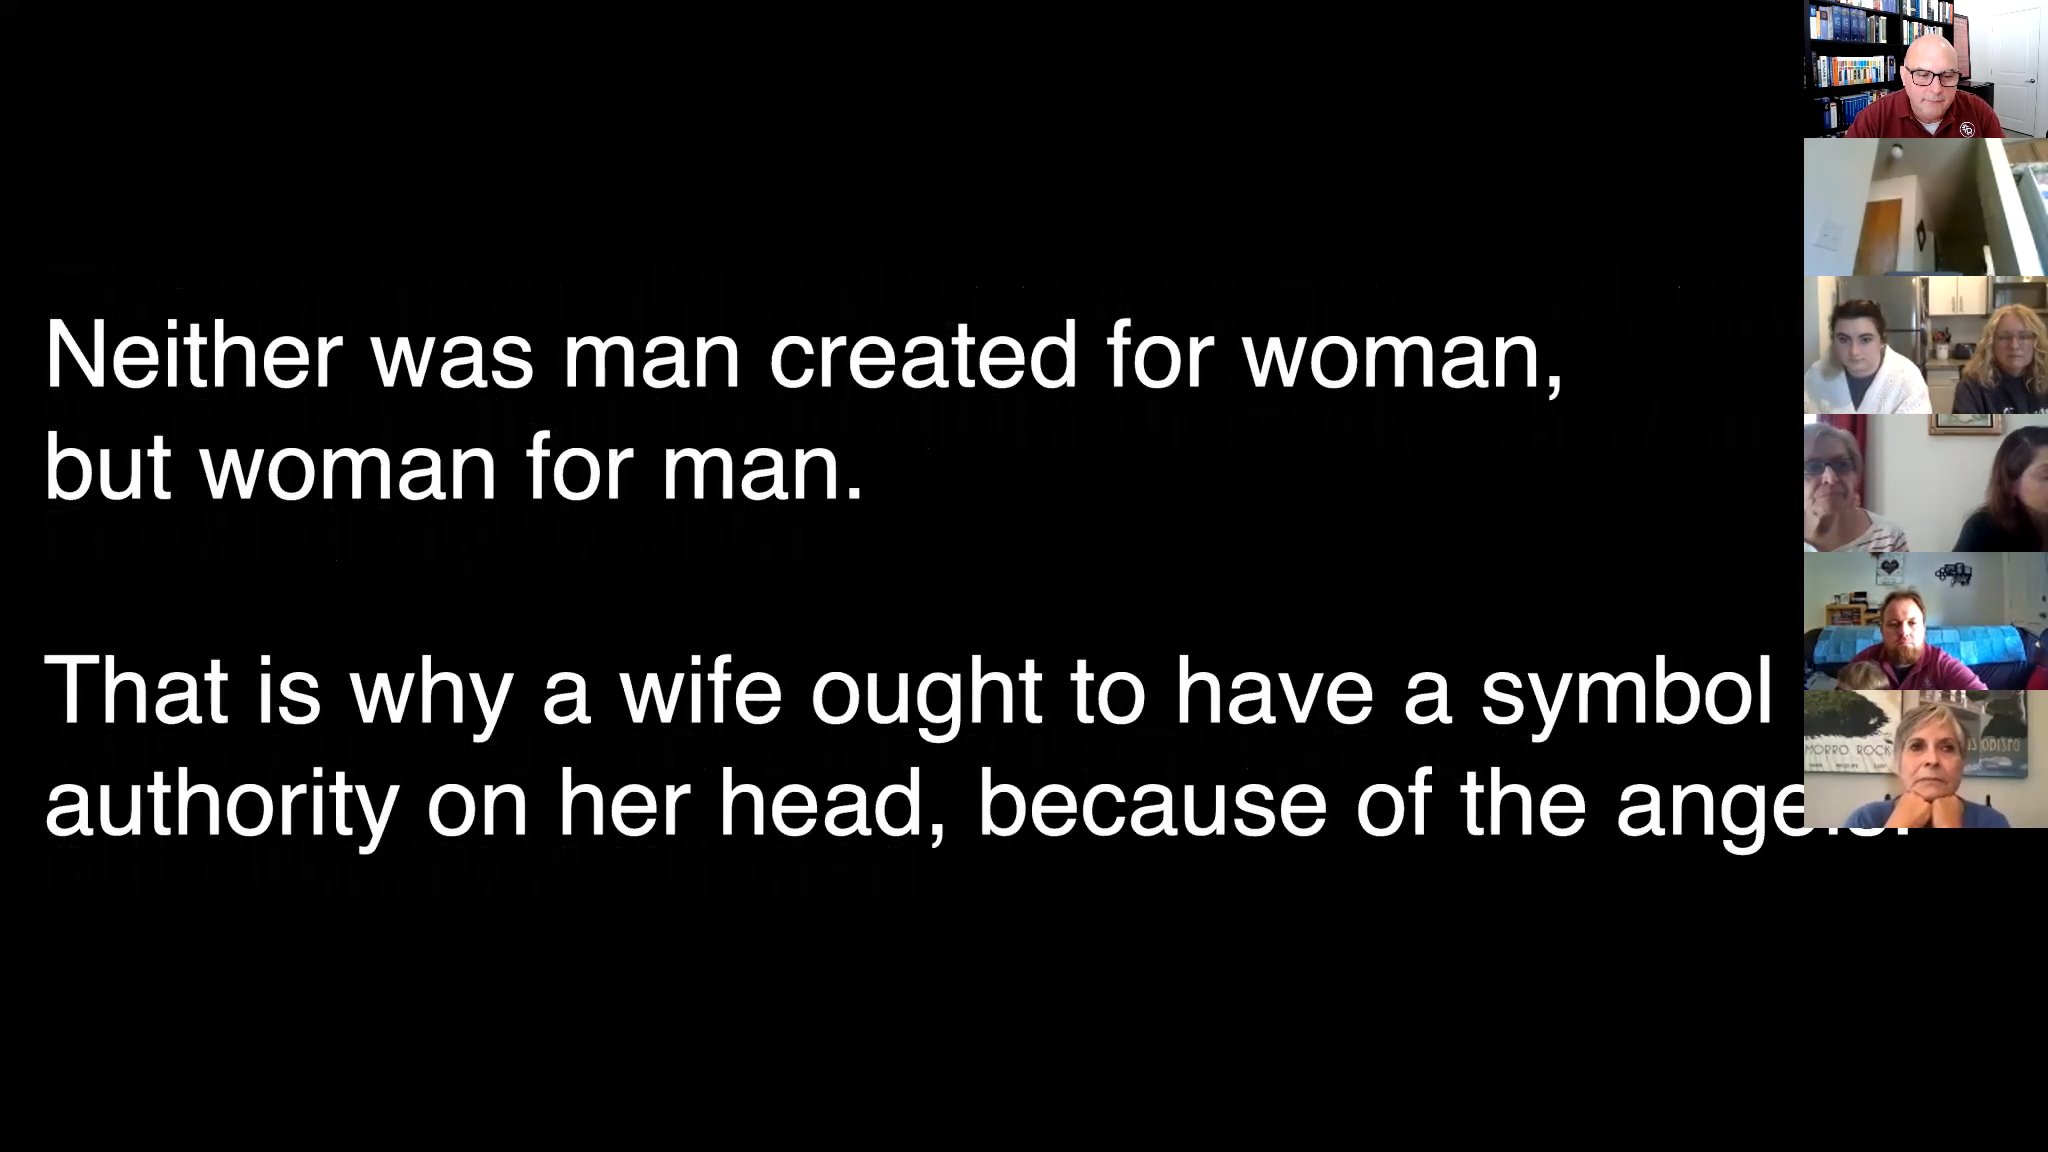 Neither was man created for woman,
but woman for man.
That is why a wife ought to have a symbol
authority on her head, because of the
MORRO ROCK